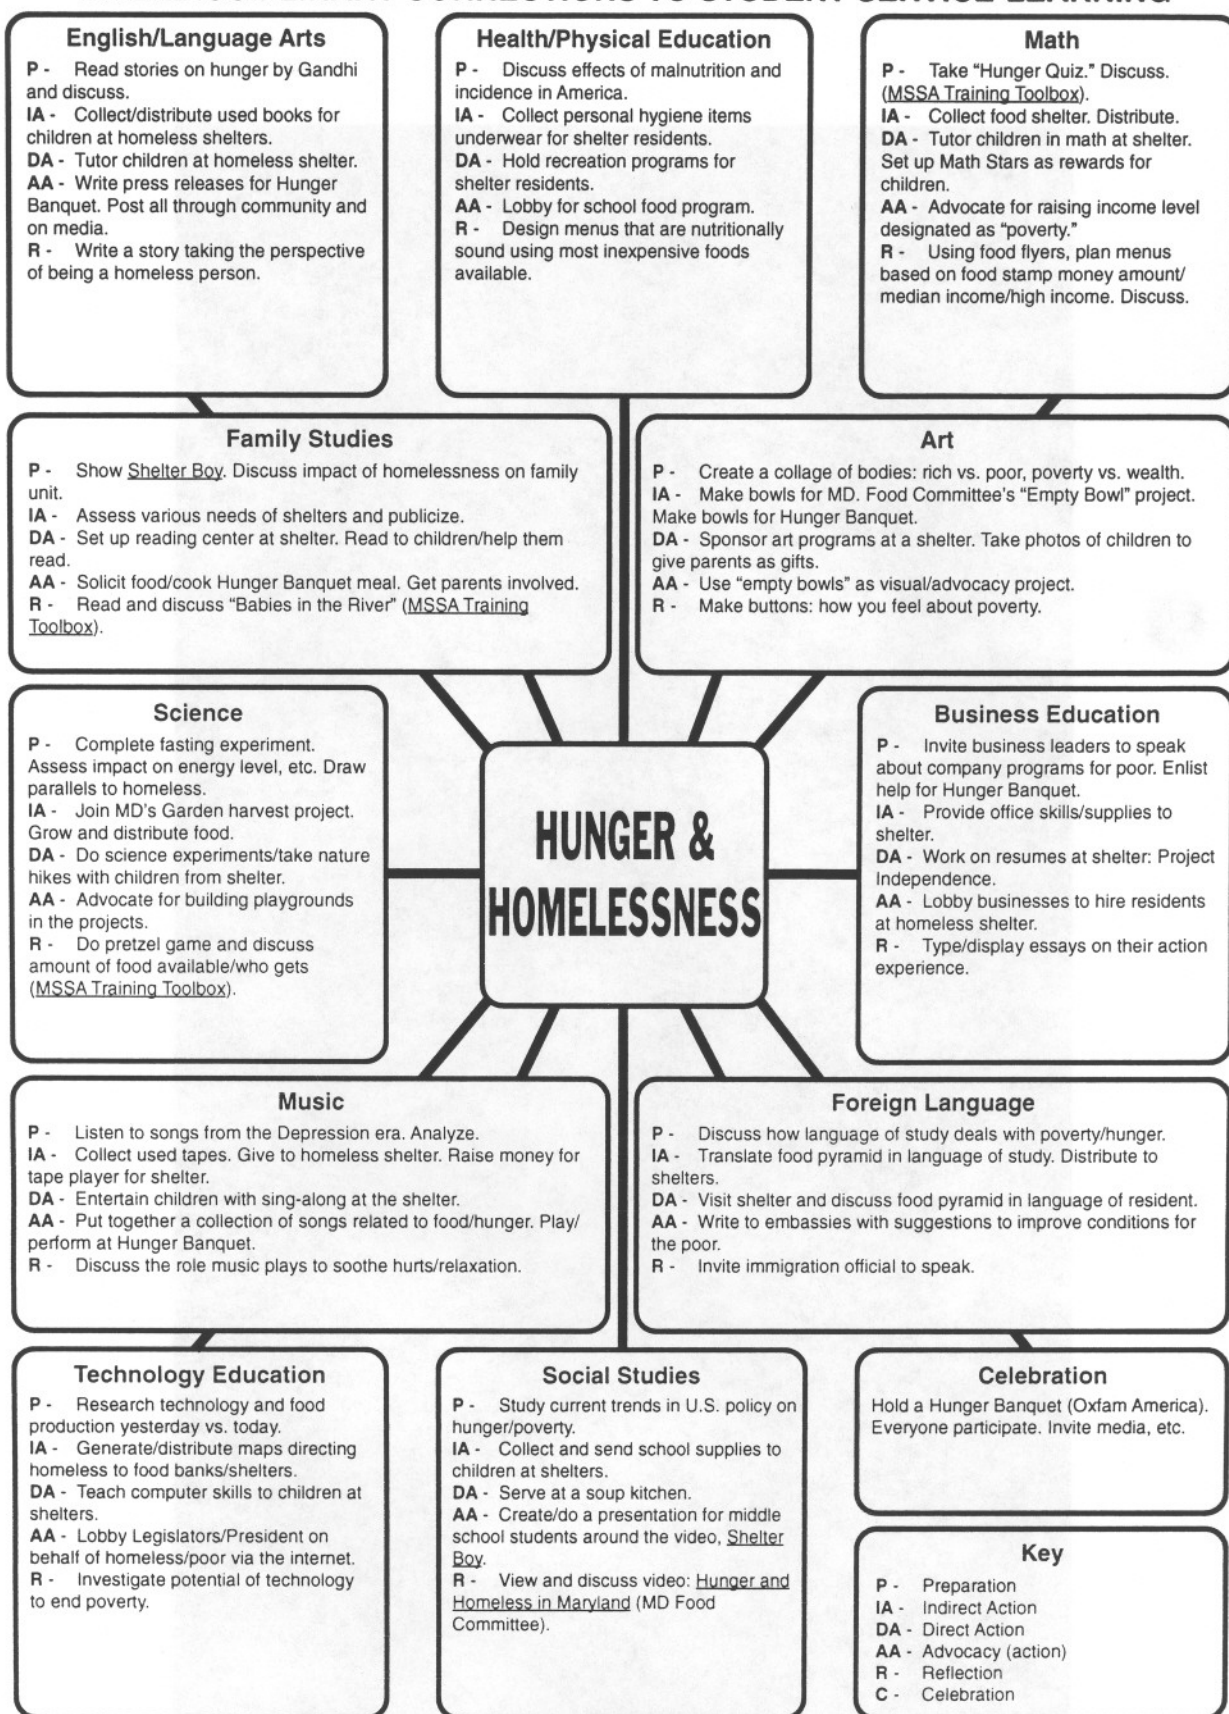 English/Language Arts
P - Read stories on hunger by Gandhi
and discuss.
IA - Collect/distribute used books for
children at homeless shelters.
DA - Tutor children at homeless shelter.
AA - Write press releases for Hunger
Banquet. Post all through community and
on media.
R - Write a story taking the perspective
of being a homeless person.
Health/Physical Education
P - Discuss effects of malnutrition and
incidence in America.
IA - Collect personal hygiene items
underwear for shelter residents.
DA - Hold recreation programs for
shelter residents.
AA - Lobby for school food program.
R - Design menus that are nutritionally
sound using most inexpensive foods
available.
Math
P - Take "Hunger Quiz." Discuss.
(MSSA Training Toolbox).
IA - Collect food shelter. Distribute.
DA - Tutor children in math at shelter.
Set up Math Stars as rewards for
children.
AA - Advocate for raising income level
designated as "poverty."
R - Using food flyers, plan menus
based on food stamp money amount/
median income/high income. Discuss.
Family Studies
P - Show Shelter Boy. Discuss impact of homelessness on family
unit.
IA - Assess various needs of shelters and publicize.
DA - Set up reading center at shelter. Read to children/help them
read.
AA - Solicit food/cook Hunger Banquet meal. Get parents involved.
R - Read and discuss "Babies in the River" (MSSA Training
Toolbox).
Art
P - Create a collage of bodies: rich vs. poor, poverty vs. wealth.
IA - Make bowls for MD. Food Committee's "Empty Bowl" project.
Make bowls for Hunger Banquet.
DA - Sponsor art programs at a shelter. Take photos of children to
give parents as gifts.
AA - Use "empty bowls" as visual/advocacy project.
R - Make buttons: how you feel about poverty.
Science
P - Complete fasting experiment.
Assess impact on energy level, etc. Draw
parallels to homeless.
IA - Join MD's Garden harvest project.
Grow and distribute food.
DA - Do science experiments/take nature
hikes with children from shelter.
AA - Advocate for building playgrounds
in the projects.
R - Do pretzel game and discuss
amount of food available/who gets
(MSSA Training Toolbox).
HUNGER &
HOMELESSNESS
Business Education
P - Invite business leaders to speak
about company programs for poor. Enlist
help for Hunger Banquet.
IA - Provide office skills/supplies to
shelter.
DA - Work on resumes at shelter: Project
Independence.
AA - Lobby businesses to hire residents
at homeless shelter.
R - Type/display essays on their action
experience.
Music
P - Listen to songs from the Depression era. Analyze.
IA - Collect used tapes. Give to homeless shelter. Raise money for
tape player for shelter.
DA - Entertain children with sing-along at the shelter.
AA - Put together a collection of songs related to food/hunger. Play/
perform at Hunger Banquet.
R - Discuss the role music plays to soothe hurts/relaxation.
Foreign Language
P - Discuss how language of study deals with poverty/hunger.
IA - Translate food pyramid in language of study. Distribute to
shelters.
DA - Visit shelter and discuss food pyramid in language of resident.
AA - Write to embassies with suggestions to improve conditions for
the poor.
R - Invite immigration official to speak.
Technology Education
P - Research technology and food
production yesterday vs. today.
IA - Generate/distribute maps directing
homeless to food banks/shelters.
DA - Teach computer skills to children at
shelters.
AA - Lobby Legislators/President on
behalf of homeless/poor via the internet.
R - Investigate potential of technology
to end poverty.
Social Studies
P - Study current trends in U.S. policy on
hunger/poverty.
IA - Collect and send school supplies to
children at shelters.
DA - Serve at a soup kitchen.
AA - Create/do a presentation for middle
school students around the video, Shelter
Boy.
R - View and discuss video: Hunger and
Homeless in Maryland (MD Food
Committee).
Celebration
Hold a Hunger Banquet (Oxfam America).
Everyone participate. Invite media, etc.
Key
P - Preparation
IA - Indirect Action
DA - Direct Action
AA - Advocacy (action)
R - Reflection
C - Celebration